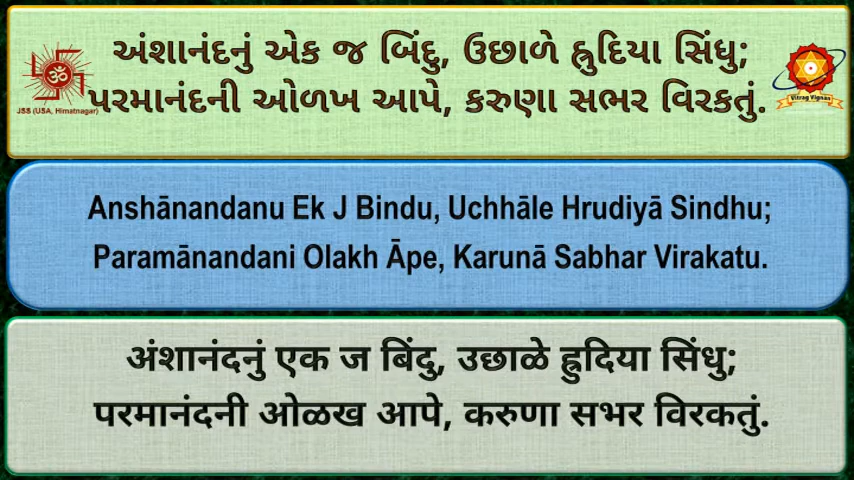 અંશાનંદનું એક જ બિંદુ, ઉછાળે હ્રુદિયા સિંધુ;
પરમાનંદની ઓળખ આપે, કરુણા સભર વિરકતું.
JSS (USA, Himatnagar)
Vitrag Vignan
Anshānandanu Ek J Bindu, Uchhāle Hrudiyā Sindhu;
Paramānandani Olakh Āpe, Karunā Sabhar Virakatu.
अंशानंदनुं एक ज बिंदु, उछाळे ह्रुदिया सिंधु;
परमानंदनी ओळख आपे, करुणा सभर विरकतुं.